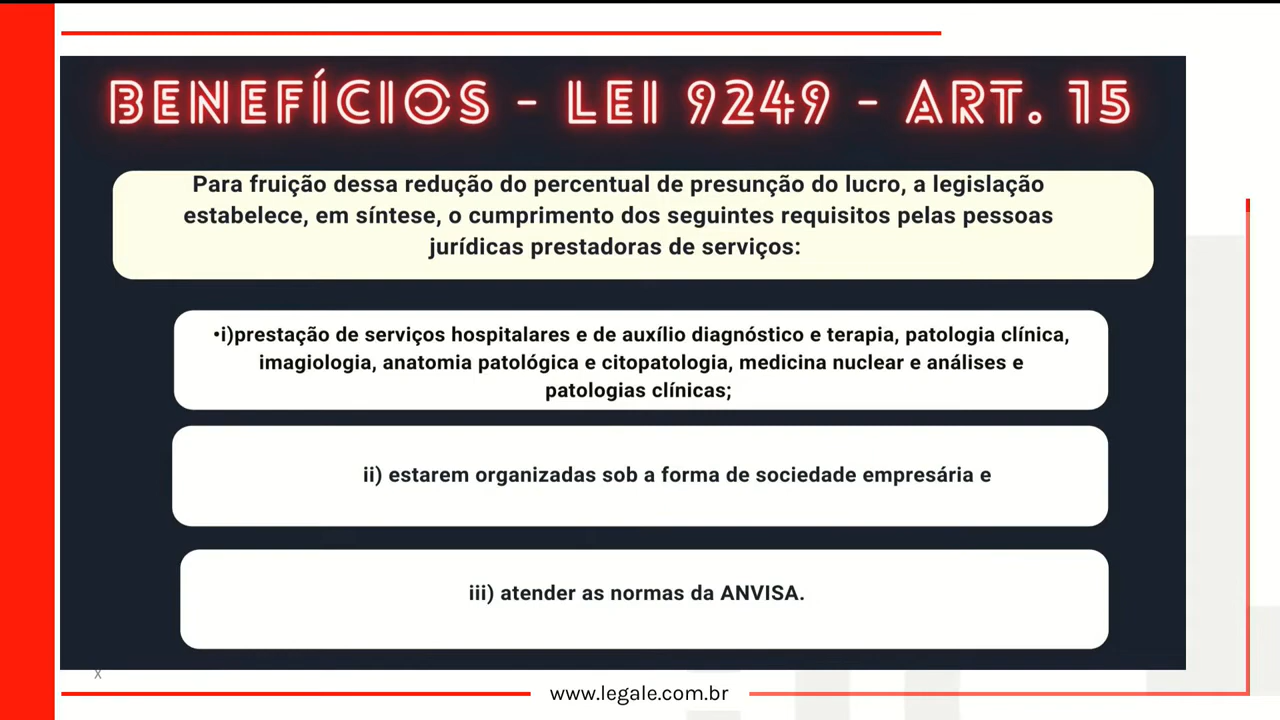 BENEFÍCIOS - LEI 9249 - ART. 15
Para fruição dessa redução do percentual de presunção do lucro, a legislação
estabelece, em síntese, o cumprimento dos seguintes requisitos pelas pessoas
jurídicas prestadoras de serviços:
•i)prestação de serviços hospitalares e de auxílio diagnóstico e terapia, patologia clínica,
imagiologia, anatomia patológica e citopatologia, medicina nuclear e análises e
patologias clínicas;
ii) estarem organizadas sob a forma de sociedade empresária e
iii) atender as normas da ANVISA.
x
www.legale.com.br